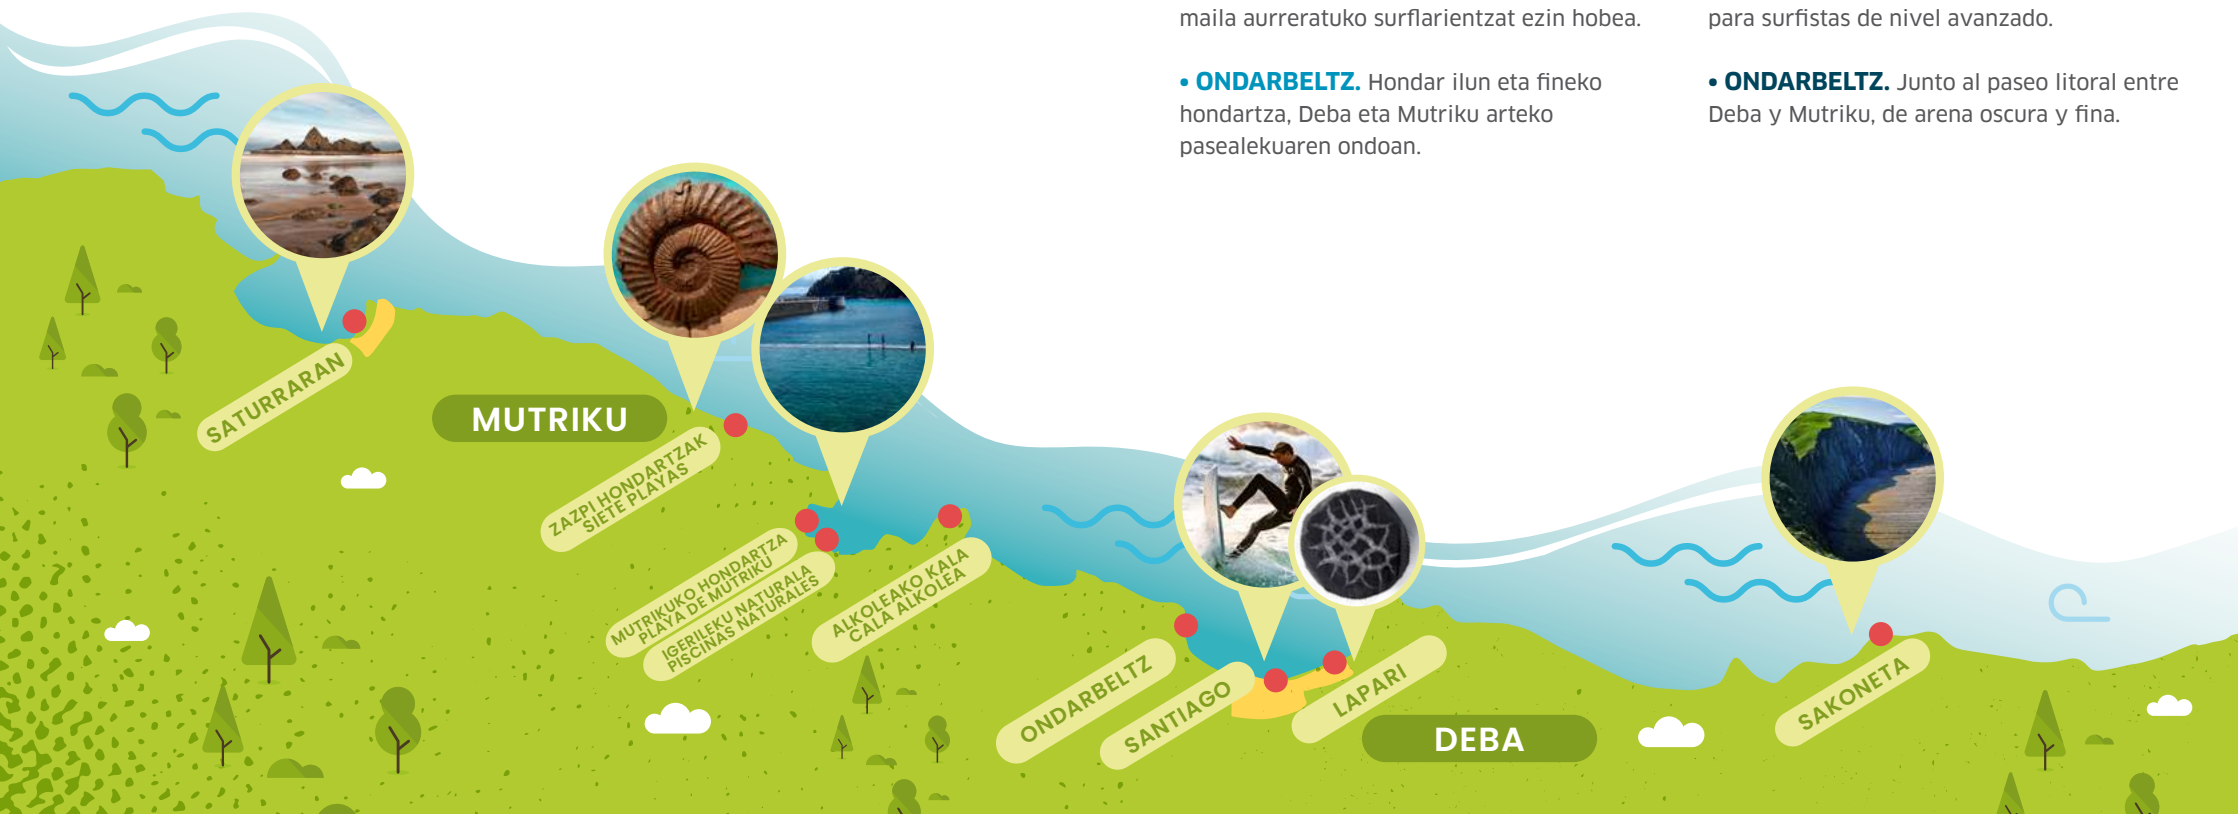 maila aurreratuko surflarientzat ezin hobea.
• ONDARBELTZ. Hondar ilun eta fineko
hondartza, Deba eta Mutriku arteko
pasealekuaren ondoan.
para surfistas de nivel avanzado.
• ONDARBELTZ. Junto al paseo litoral entre
Deba y Mutriku, de arena oscura y fina.
SATURRARAN
MUTRIKU
ZAZPI HONDARTZAK
SIETE PLAYAS
MUTRIKUKO HONDARTZA
PLAYA DE MUTRIKU
IGERILEKU NATURALA
PISCINAS NATURALES
ALKOLEAKO KALA
CALA ALKOLEA
ONDARBELTZ
SANTIAGO
LAPARI
DEBA
SAKONETA